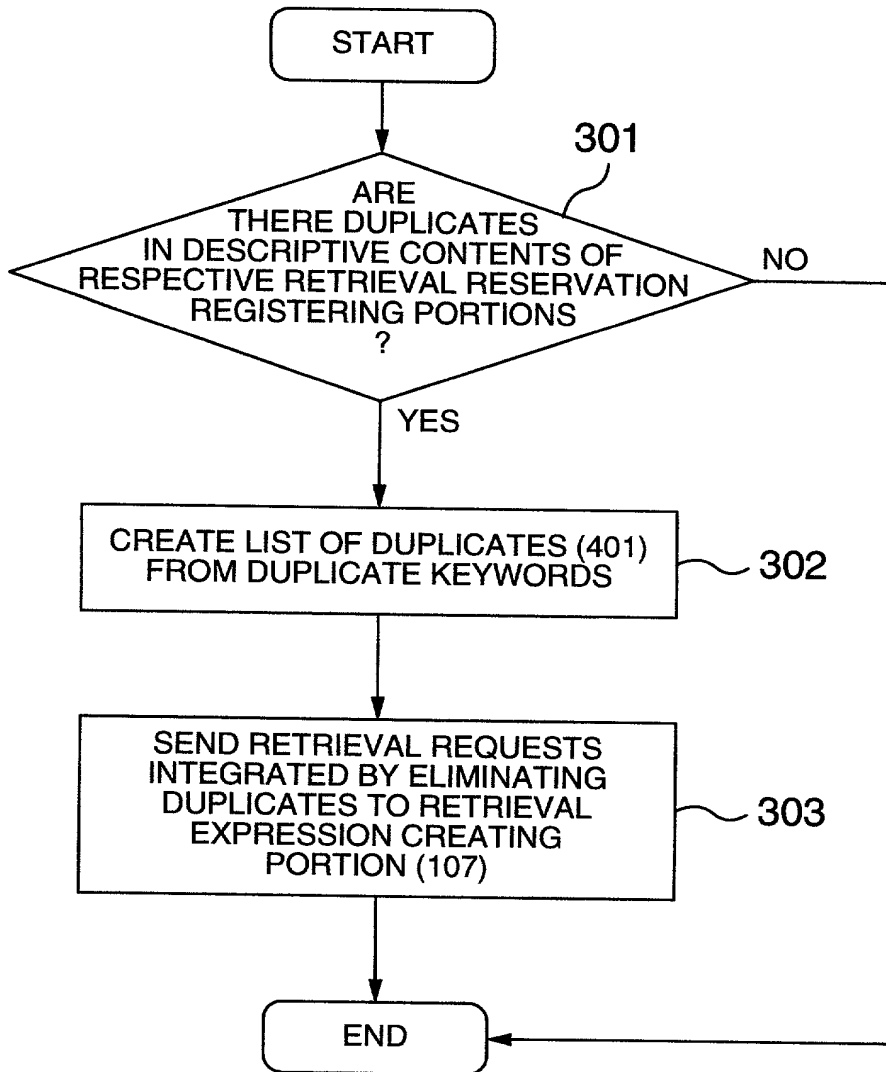 START
301
ARE
THERE DUPLICATES
IN DESCRIPTIVE CONTENTS OF
RESPECTIVE RETRIEVAL RESERVATION
REGISTERING PORTIONS
?
NO
YES
CREATE LIST OF DUPLICATES (401)
FROM DUPLICATE KEYWORDS
302
SEND RETRIEVAL REQUESTS
INTEGRATED BY ELIMINATING
DUPLICATES TO RETRIEVAL
EXPRESSION CREATING
PORTION (107)
303
END